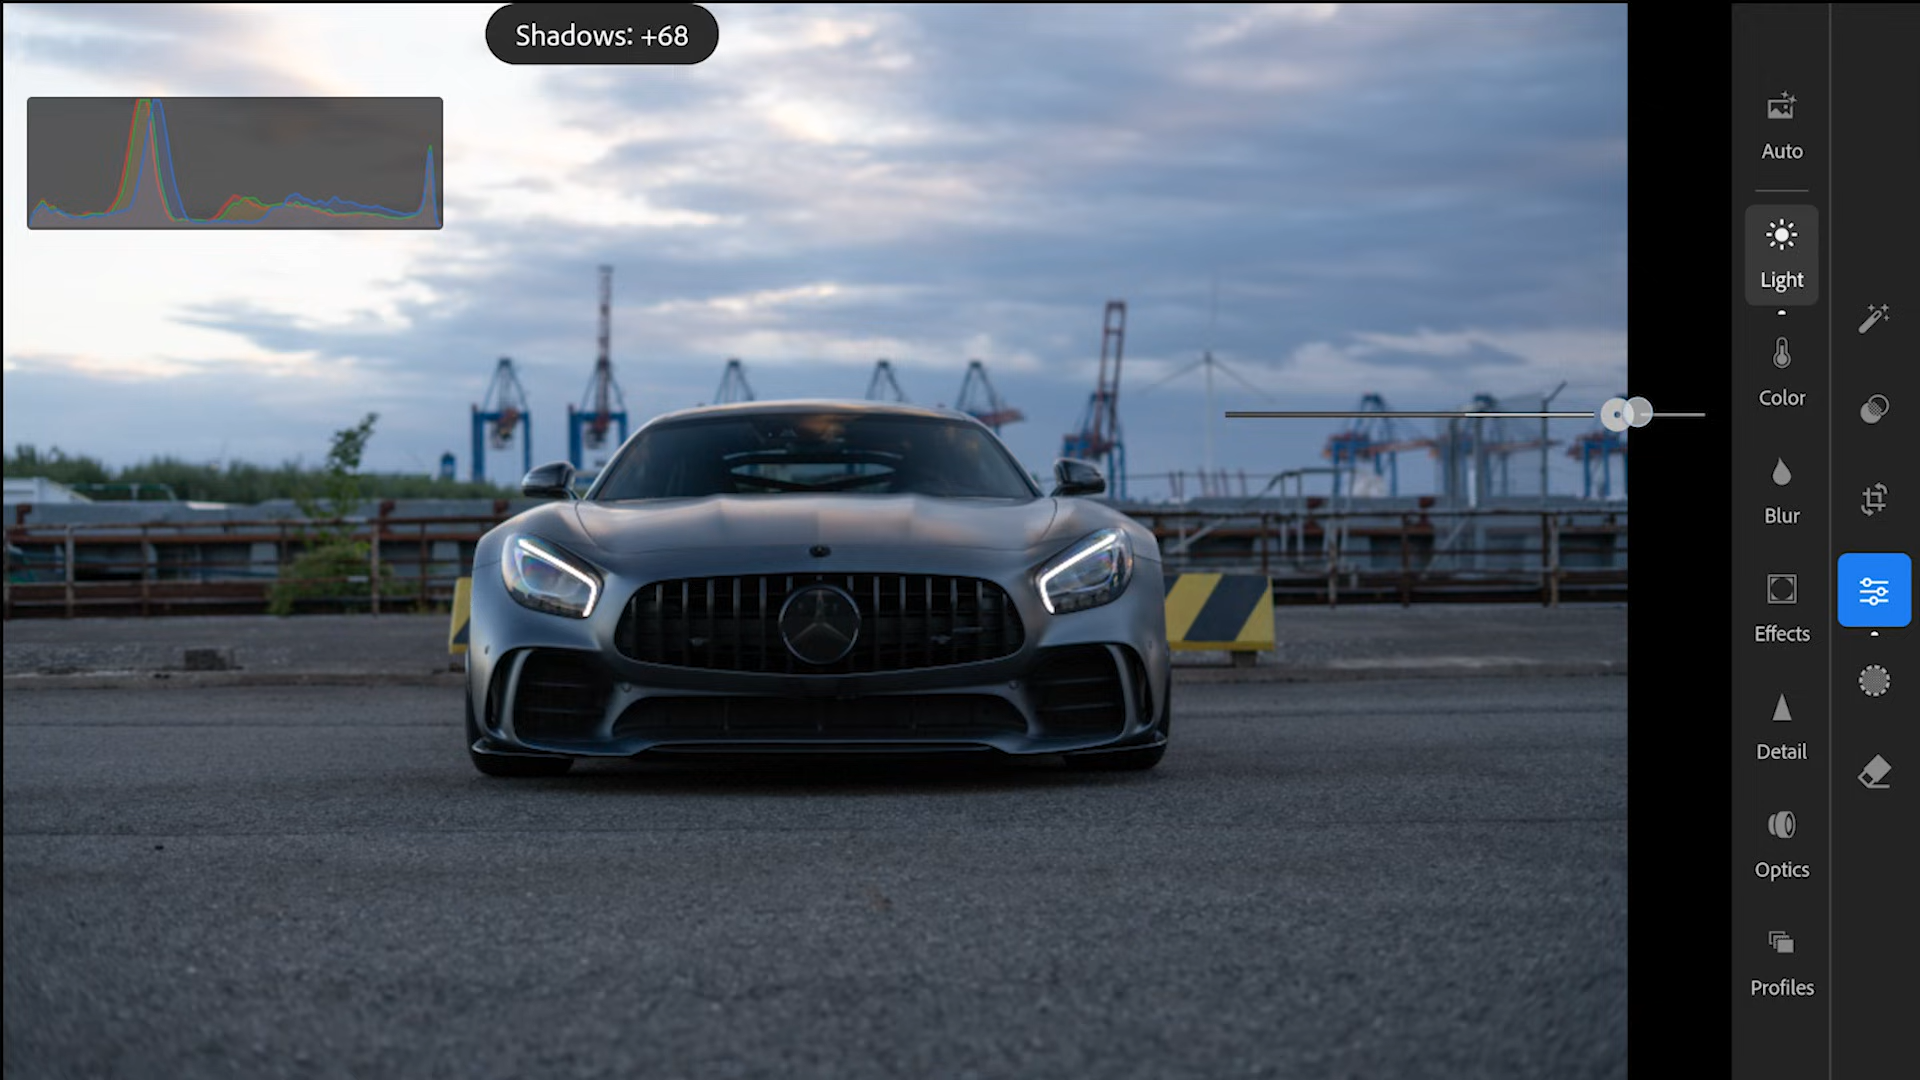 Shadows: +68
Auto
Light
Color
Blur
Effects
Detail
Optics
Profiles